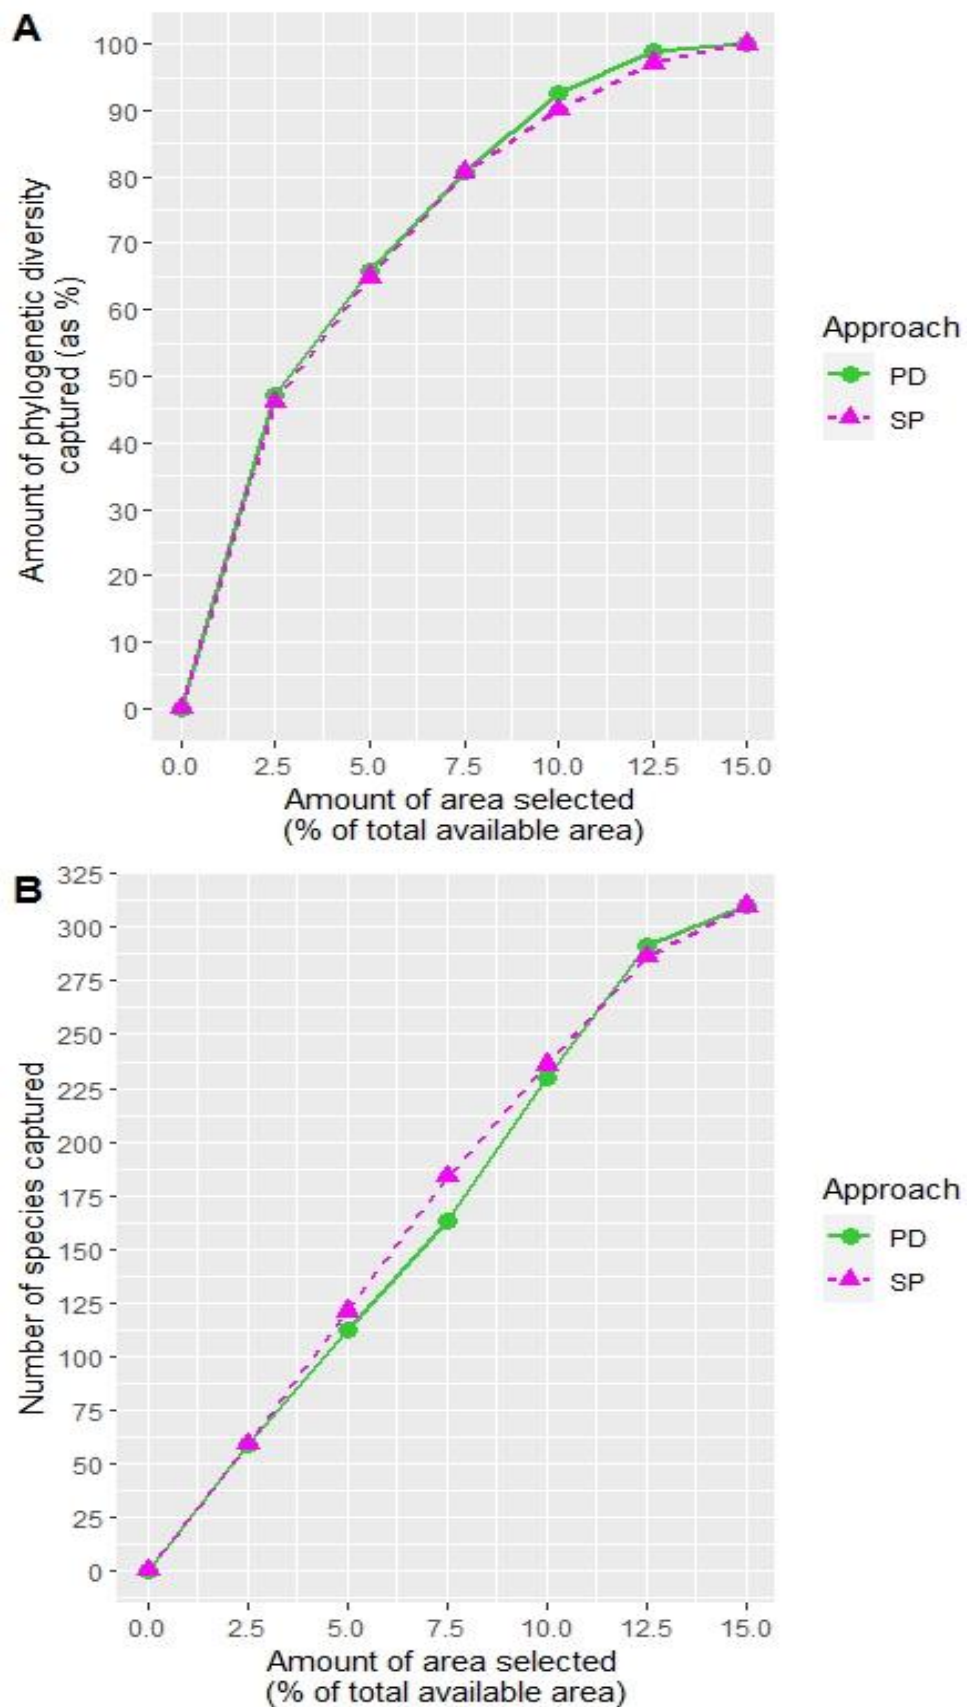 A
100
90
80
70
60
50
40
30
20
10
0
Amount of phylogenetic diversity
captured (as %)
0.0 2.5 5.0 7.5 10.0 12.5 15.0
Amount of area selected
(% of total available area)
Approach
PD
SP
B
325
300
275
250
225
200
175
150
125
100
75
50
25
0
Number of species captured
0.0 2.5 5.0 7.5 10.0 12.5 15.0
Amount of area selected
(% of total available area)
Approach
PD
SP